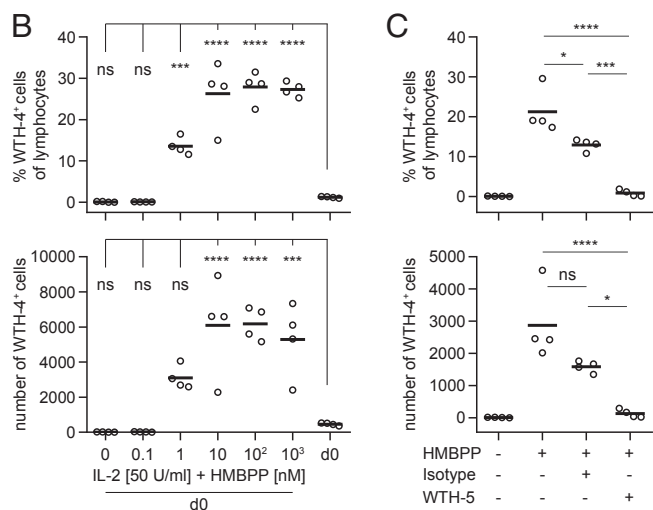 B
% WTH-4⁺ cells
of lymphocytes
40
30
20
10
0
ns
ns
***
****
****
****
number of WTH-4⁺ cells
10000
8000
6000
4000
2000
0
ns
ns
ns
****
****
***
0
0.1
1
10
10²
10³
d0
IL-2 [50 U/ml] + HMBPP [nM]
d0
C
% WTH-4⁺ cells
of lymphocytes
40
30
20
10
0
****
*
***
number of WTH-4⁺ cells
5000
4000
3000
2000
1000
0
****
ns
*
HMBPP - + + +
Isotype - - + -
WTH-5 - - - +